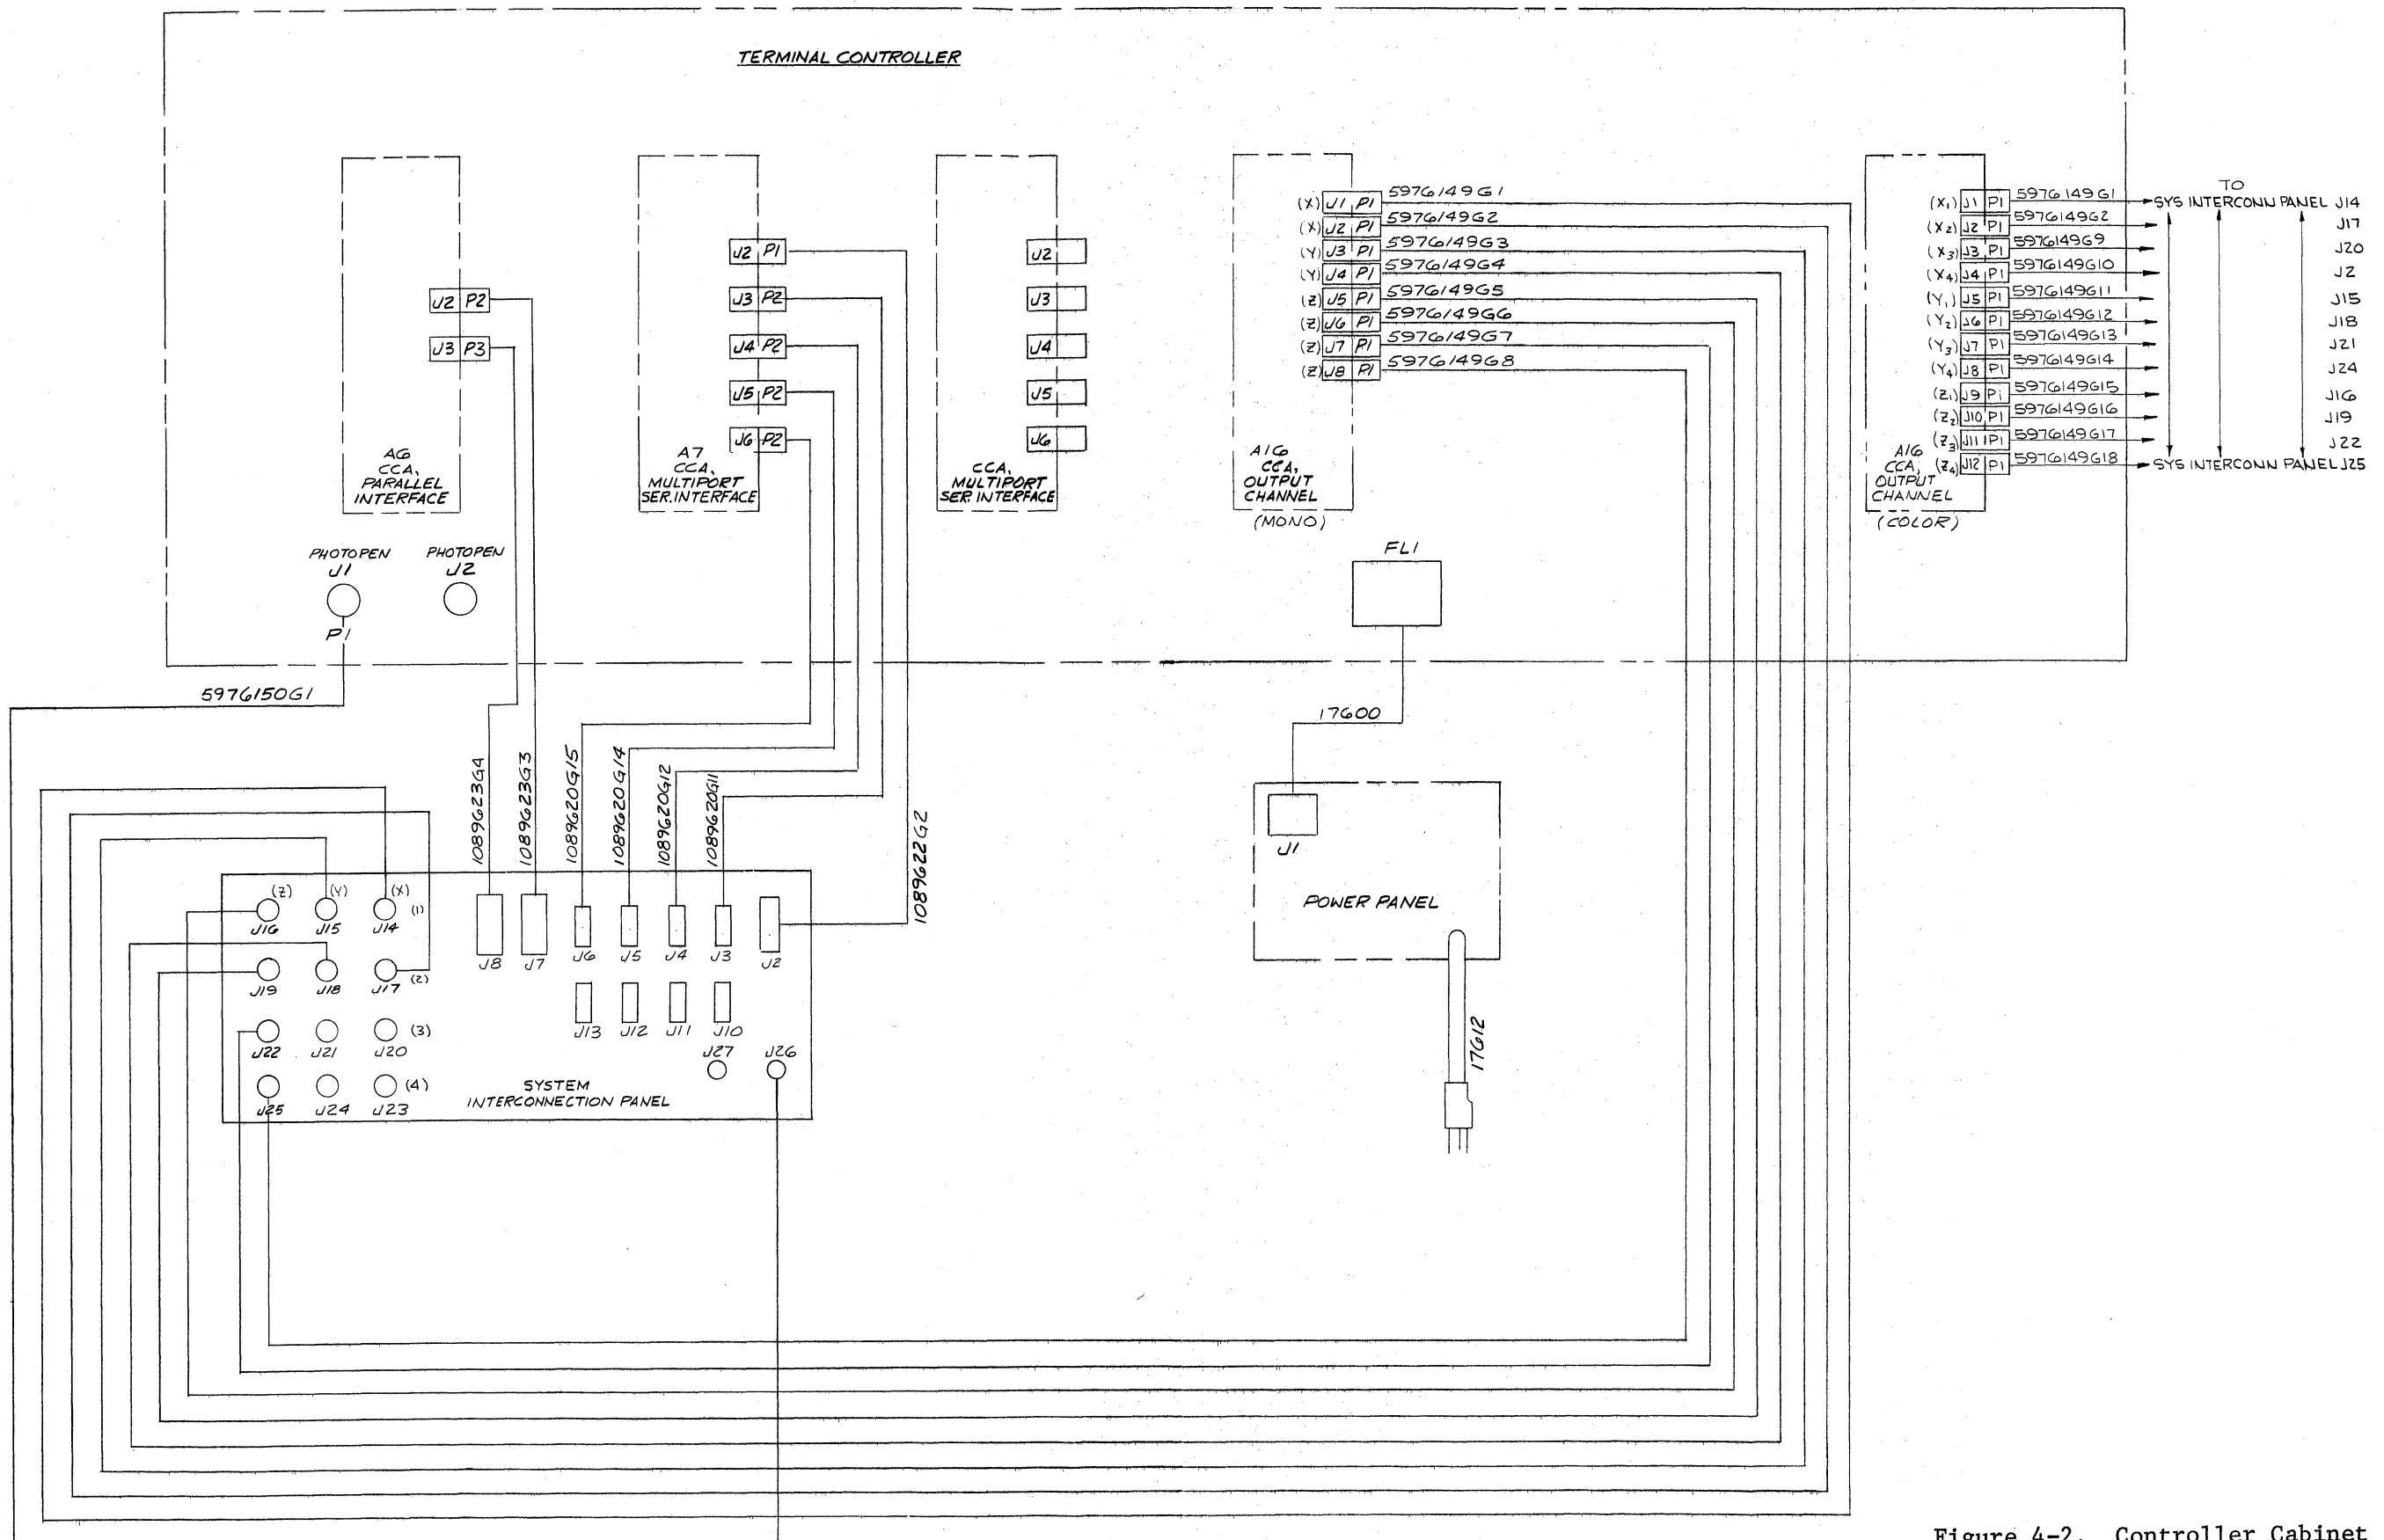 TERMINAL CONTROLLER
J2 P2
J3 P3
A6
CCA,
PARALLEL
INTERFACE
J2 P1
J3 P2
J4 P2
J5 P2
J6 P2
A7
CCA,
MULTIPORT
SER. INTERFACE
J2
J3
J4
J5
J6
CCA,
MULTIPORT
SER. INTERFACE
(X) J1 P1 5976149G1
(X) J2 P1 5976149G2
(Y) J3 P1 5976149G3
(Y) J4 P1 5976149G4
(Z) J5 P1 5976149G5
(Z) J6 P1 5976149G6
(Z) J7 P1 5976149G7
(Z) J8 P1 5976149G8
A16
CCA,
OUTPUT
CHANNEL
(MONO)
TO
(X1) J1 P1 5976149G1 SYS INTERCONN PANEL J14
(X2) J2 P1 5976149G2 J17
(X3) J3 P1 5976149G9 J20
(X4) J4 P1 5976149G10 J2
(Y1) J5 P1 5976149G11 J15
(Y2) J6 P1 5976149G12 J18
(Y3) J7 P1 5976149G13 J21
(Y4) J8 P1 5976149G14 J24
(Z1) J9 P1 5976149G15 J16
(Z2) J10 P1 5976149G16 J19
(Z3) J11 P1 5976149G17 J22
(Z4) J12 P1 5976149G18 SYS INTERCONN PANEL J25
A16
CCA,
OUTPUT
CHANNEL
(COLOR)
PHOTOPEN
J1
P1
PHOTOPEN
J2
FL1
5976150G1
17600
1089623G4
1089623G3
1089620G15
1089620G14
1089620G12
1089620G11
1089622G2
J1
POWER PANEL
17612
(Z) (Y) (X)
(1)
J16 J15 J14
(2)
J19 J18 J17
(3)
J22 J21 J20
(4)
J25 J24 J23
J8 J7 J6 J5 J4 J3 J2
J13 J12 J11 J10
J27 J26
SYSTEM
INTERCONNECTION PANEL
Figure 4-2. Controller Cabinet